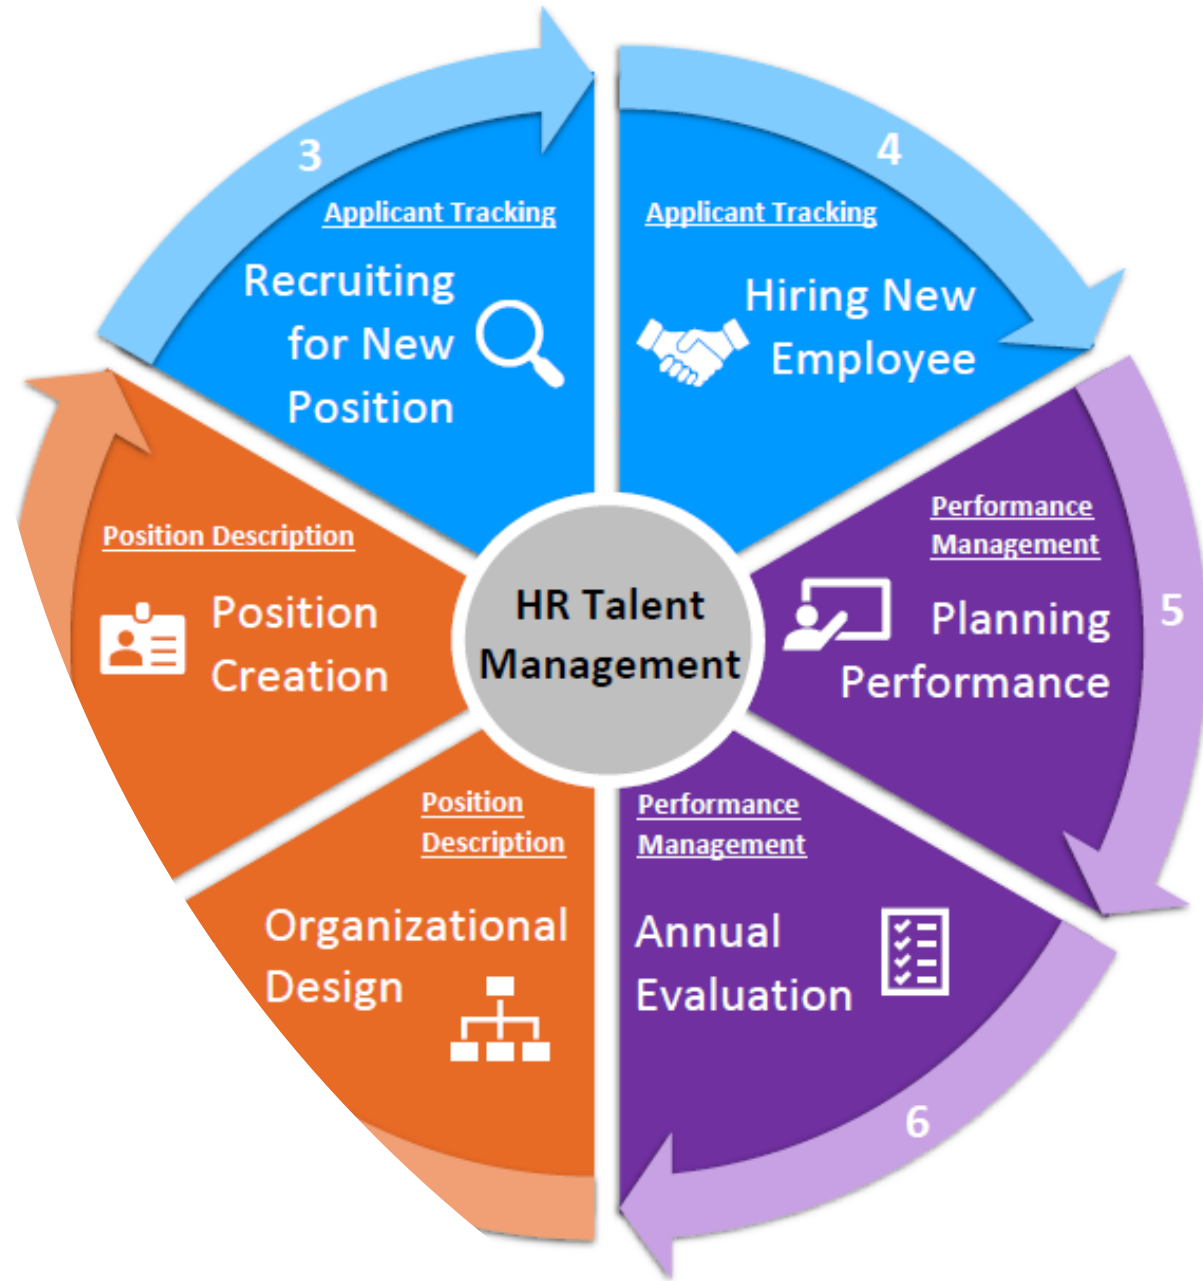 3
Applicant Tracking
Recruiting
for New
Position
4
Applicant Tracking
Hiring New
Employee
Performance
Management
Planning
Performance
5
Performance
Management
Annual
Evaluation
6
Position
Description
Organizational
Design
Position Description
Position
Creation
HR Talent
Management